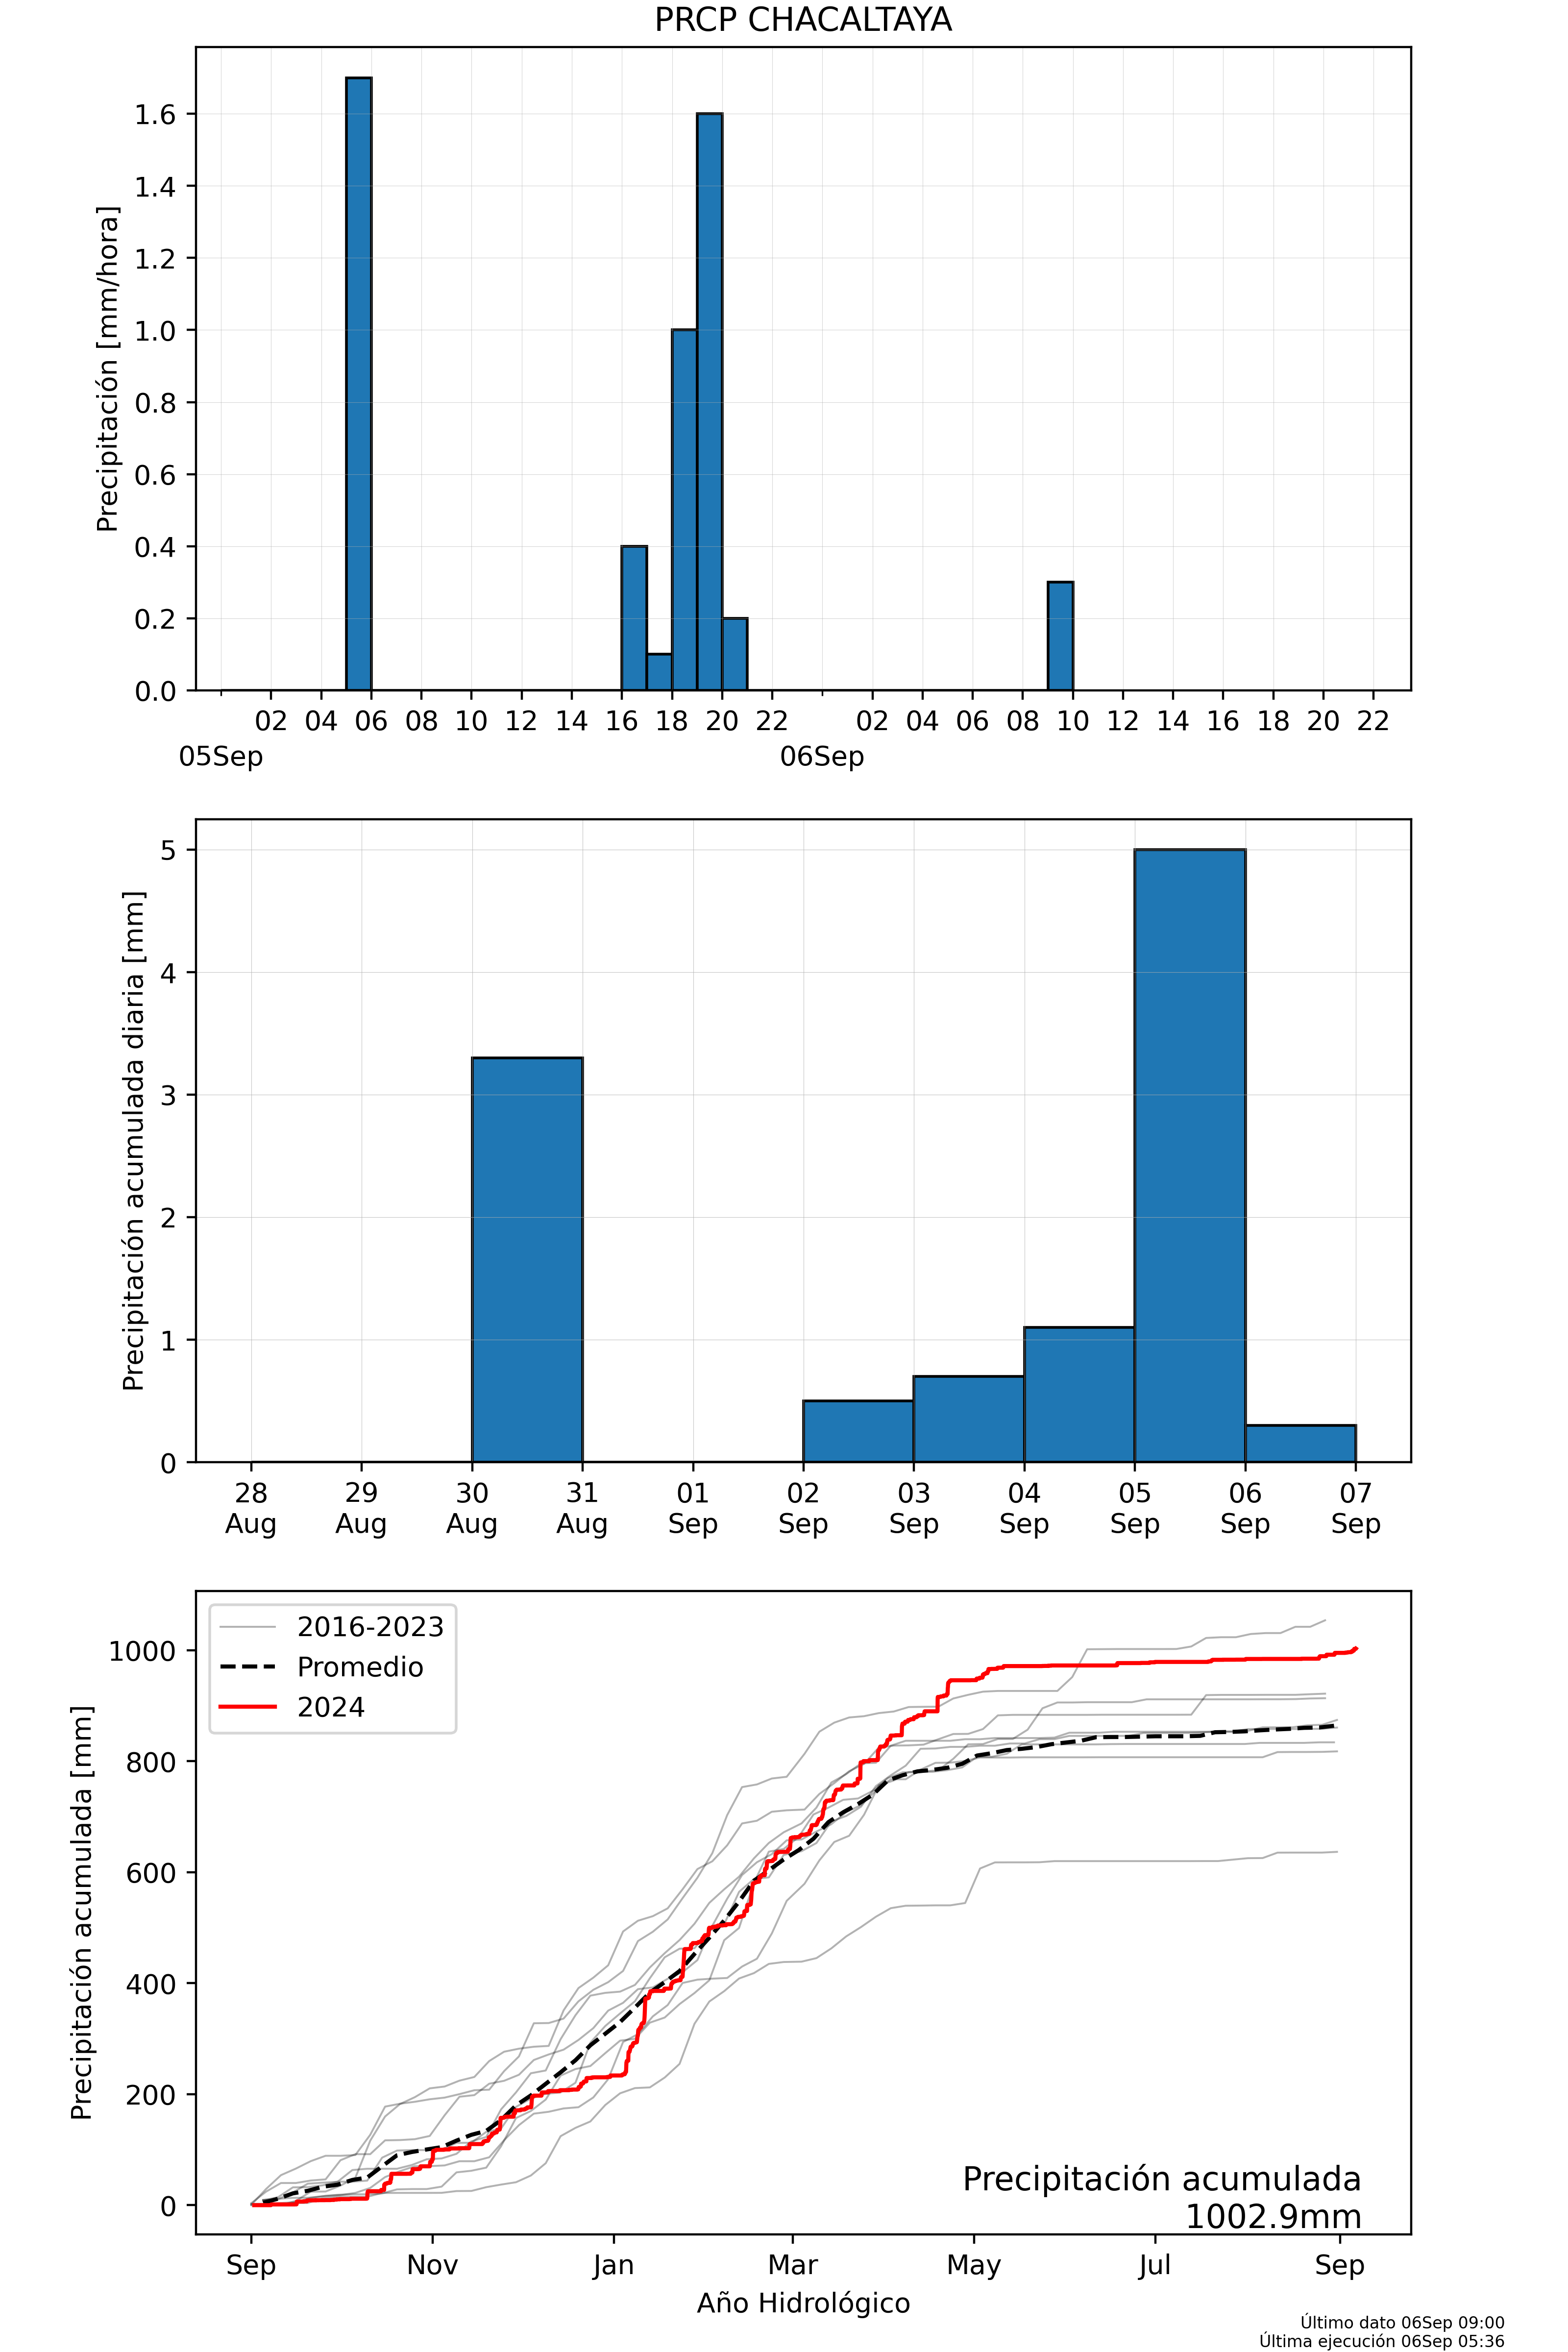 PRCP CHACALTAYA
Precipitación [mm/hora]
1.6
1.4
1.2
1.0
0.8
0.6
0.4
0.2
0.0
02 04 06 08 10 12 14 16 18 20 22 02 04 06 08 10 12 14 16 18 20 22
05Sep 06Sep
Precipitación acumulada diaria [mm]
5
4
3
2
1
0
28 29 30 31 01 02 03 04 05 06 07
Aug Aug Aug Aug Sep Sep Sep Sep Sep Sep Sep
Precipitación acumulada [mm]
1000
800
600
400
200
0
2016-2023
Promedio
2024
Precipitación acumulada
1002.9mm
Sep Nov Jan Mar May Jul Sep
Año Hidrológico
Último dato 06Sep 09:00
Última ejecución 06Sep 05:36